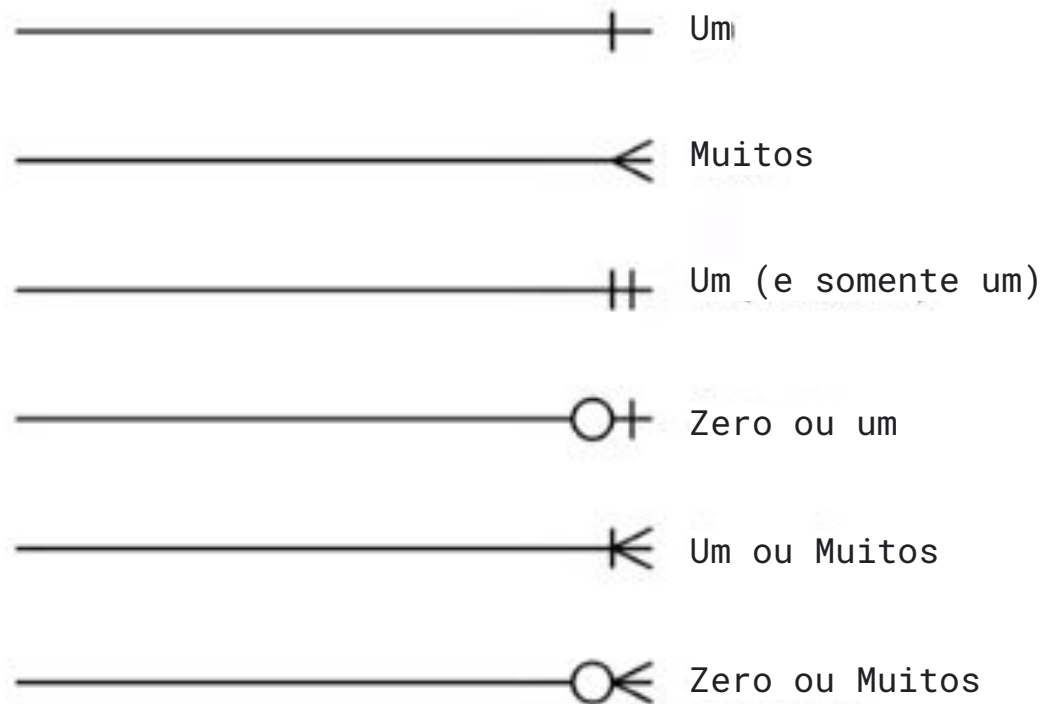 Um
Muitos
Um (e somente um)
Zero ou um
Um ou Muitos
Zero ou Muitos